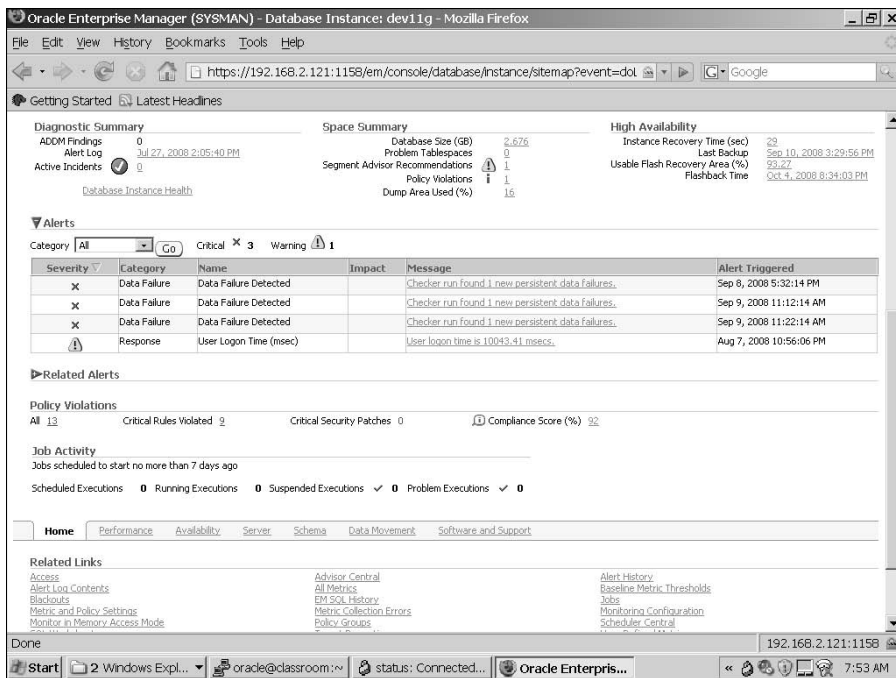 Oracle Enterprise Manager (SYSMAN) - Database Instance: dev11g - Mozilla Firefox
File Edit View History Bookmarks Tools Help
https://192.168.2.121:1158/em/console/database/instance/sitemap?event=dol G Google
Getting Started Latest Headlines
Diagnostic Summary Space Summary High Availability
ADDM Findings 0 Database Size (GB) 2.676 Instance Recovery Time (sec) 29
Alert Log Jul 27, 2008 2:05:40 PM Problem Tablespaces 0 Last Backup Sep 10, 2008 3:29:56 PM
Active Incidents 0 Segment Advisor Recommendations 1 Usable Flash Recovery Area (%) 93.27
Policy Violations 1 Flashback Time Oct 4, 2008 8:34:03 PM
Database Instance Health Dump Area Used (%) 16
Alerts
Category All Go Critical 3 Warning 1
Severity Category Name Impact Message Alert Triggered
Data Failure Data Failure Detected Checker run found 1 new persistent data failures. Sep 8, 2008 5:32:14 PM
Data Failure Data Failure Detected Checker run found 1 new persistent data failures. Sep 9, 2008 11:12:14 AM
Data Failure Data Failure Detected Checker run found 1 new persistent data failures. Sep 9, 2008 11:22:14 AM
Response User Logon Time (msec) User logon time is 10043.41 msecs. Aug 7, 2008 10:56:06 PM
Related Alerts
Policy Violations
All 13 Critical Rules Violated 9 Critical Security Patches 0 Compliance Score (%) 92
Job Activity
Jobs scheduled to start no more than 7 days ago
Scheduled Executions 0 Running Executions 0 Suspended Executions 0 Problem Executions 0
Home Performance Availability Server Schema Data Movement Software and Support
Related Links
Access Advisor Central Alert History
Alert Log Contents All Metrics Baseline Metric Thresholds
Blackouts EM SQL History Jobs
Metric and Policy Settings Metric Collection Errors Monitoring Configuration
Monitor in Memory Access Mode Policy Groups Scheduler Central
Done 192.168.2.121:1158
Start 2 Windows Expl... oracle@classroom:~ status: Connected... Oracle Enterpris... « 7:53 AM